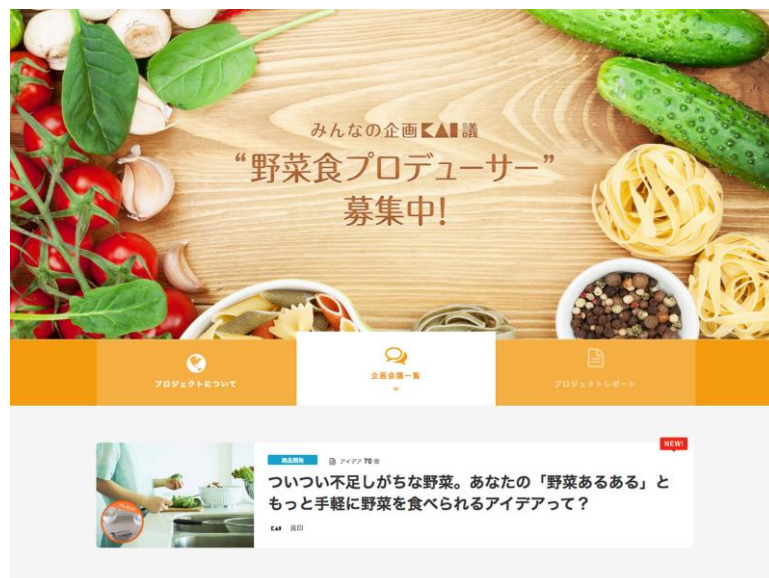 みんなの企画KAI議
“野菜食プロデューサー”
募集中!
プロジェクトについて
企画会議一覧
プロジェクトレポート
NEW!
商品開発
アイデア 70 個
ついつい不足しがちな野菜。あなたの「野菜あるある」と
もっと手軽に野菜を食べられるアイデアって？
KAI 貝印